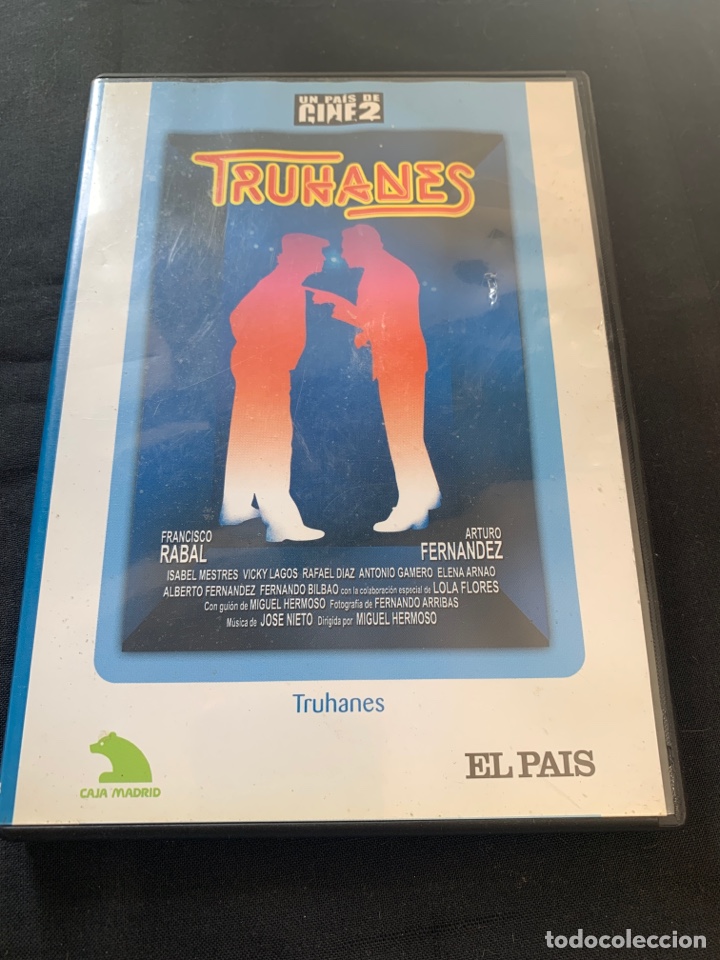 UN PAÍS DE
CINE 2
TRUHANES
FRANCISCO
RABAL
ARTURO
FERNANDEZ
ISABEL MESTRES VICKY LAGOS RAFAEL DIAZ ANTONIO GAMERO ELENA ARNAO
ALBERTO FERNANDEZ FERNANDO BILBAO con la colaboración especial de LOLA FLORES
Con guión de MIGUEL HERMOSO Fotografía de FERNANDO ARRIBAS
Música de JOSE NIETO Dirigida por MIGUEL HERMOSO
Truhanes
CAJA MADRID
EL PAIS
todocoleccion